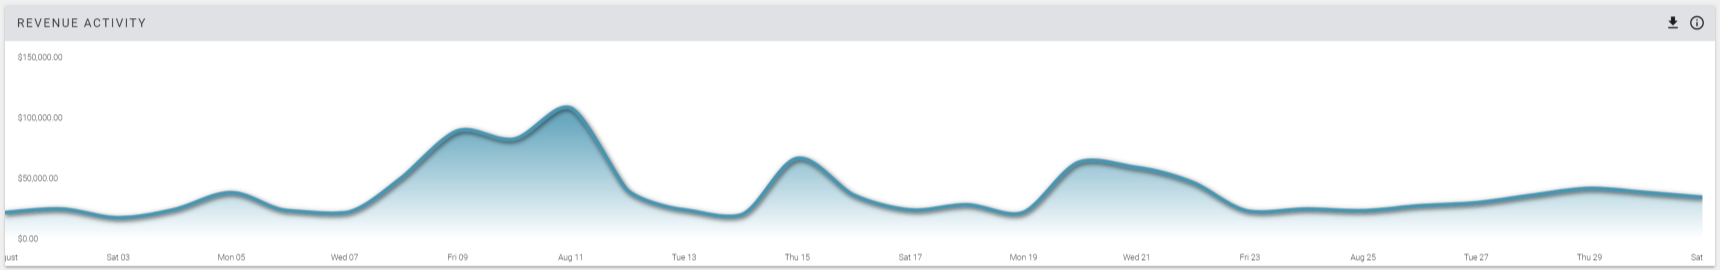 REVENUE ACTIVITY
$150,000.00
$100,000.00
$50,000.00
$0.00
gust Sat 03 Mon 05 Wed 07 Fri 09 Aug 11 Tue 13 Thu 15 Sat 17 Mon 19 Wed 21 Fri 23 Aug 25 Tue 27 Thu 29 Sat